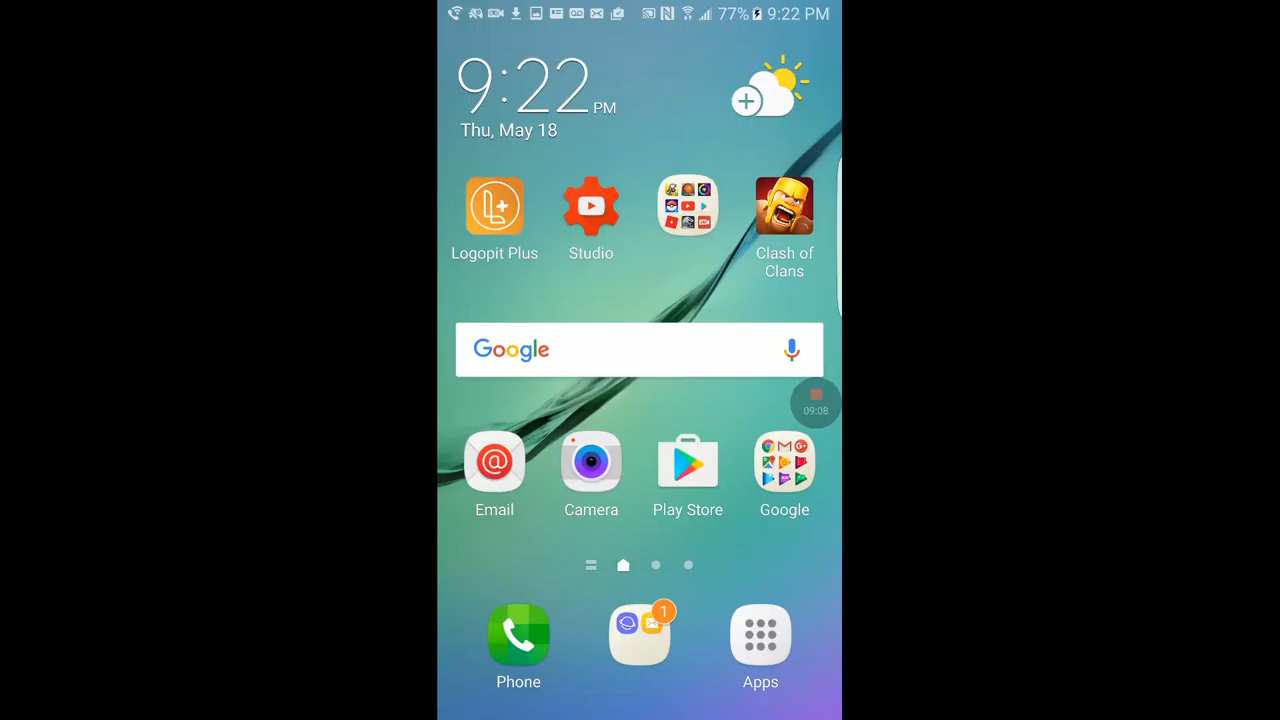 77% 9:22 PM
9:22 PM
Thu, May 18
L+
Logopit Plus
Studio
Clash of
Clans
Google
09:08
@
Email
Camera
Play Store
Google
1
Phone
Apps